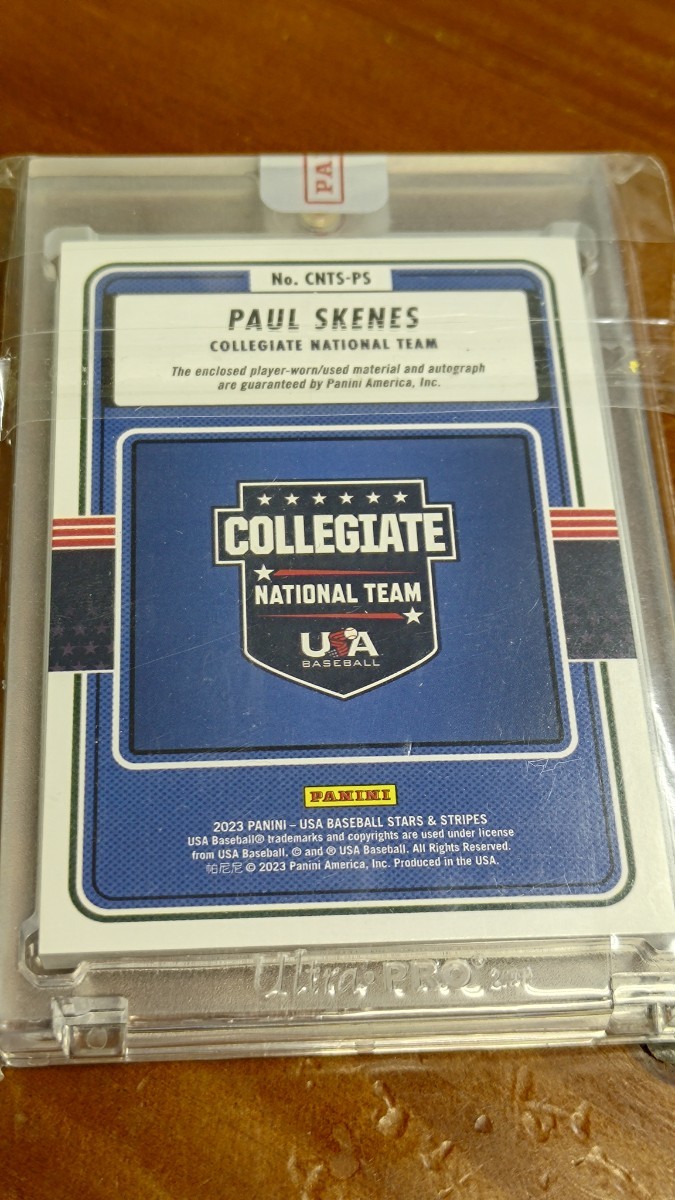 PA
No. CNTS-PS
PAUL SKENES
COLLEGIATE NATIONAL TEAM
The enclosed player-worn/used material and autograph
are guaranteed by Panini America, Inc.
COLLEGIATE
NATIONAL TEAM
USA
BASEBALL
PANINI
2023 PANINI – USA BASEBALL STARS & STRIPES
USA Baseball® trademarks and copyrights are used under license
from USA Baseball. © and ® USA Baseball. All Rights Reserved.
帕尼尼 © 2023 Panini America, Inc. Produced in the USA.
Ultra PRO